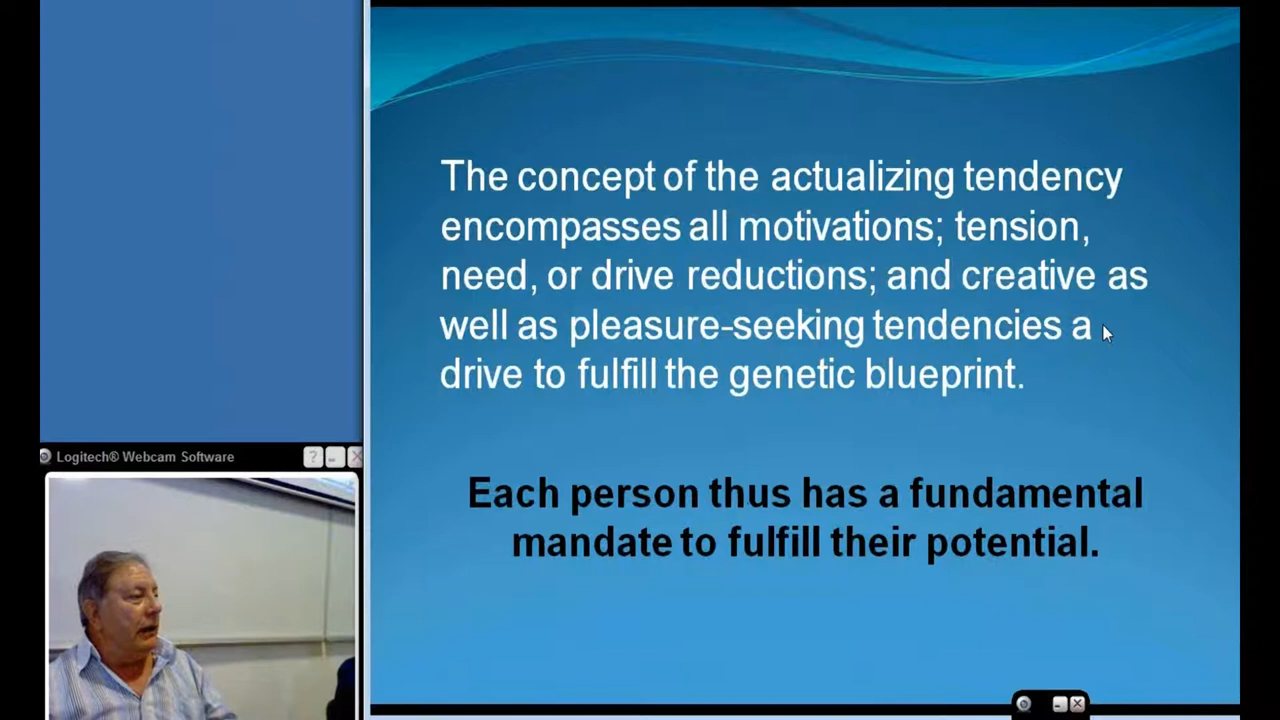 The concept of the actualizing tendency
encompasses all motivations; tension,
need, or drive reductions; and creative as
well as pleasure-seeking tendencies a
drive to fulfill the genetic blueprint.
Each person thus has a fundamental
mandate to fulfill their potential.
Logitech® Webcam Software